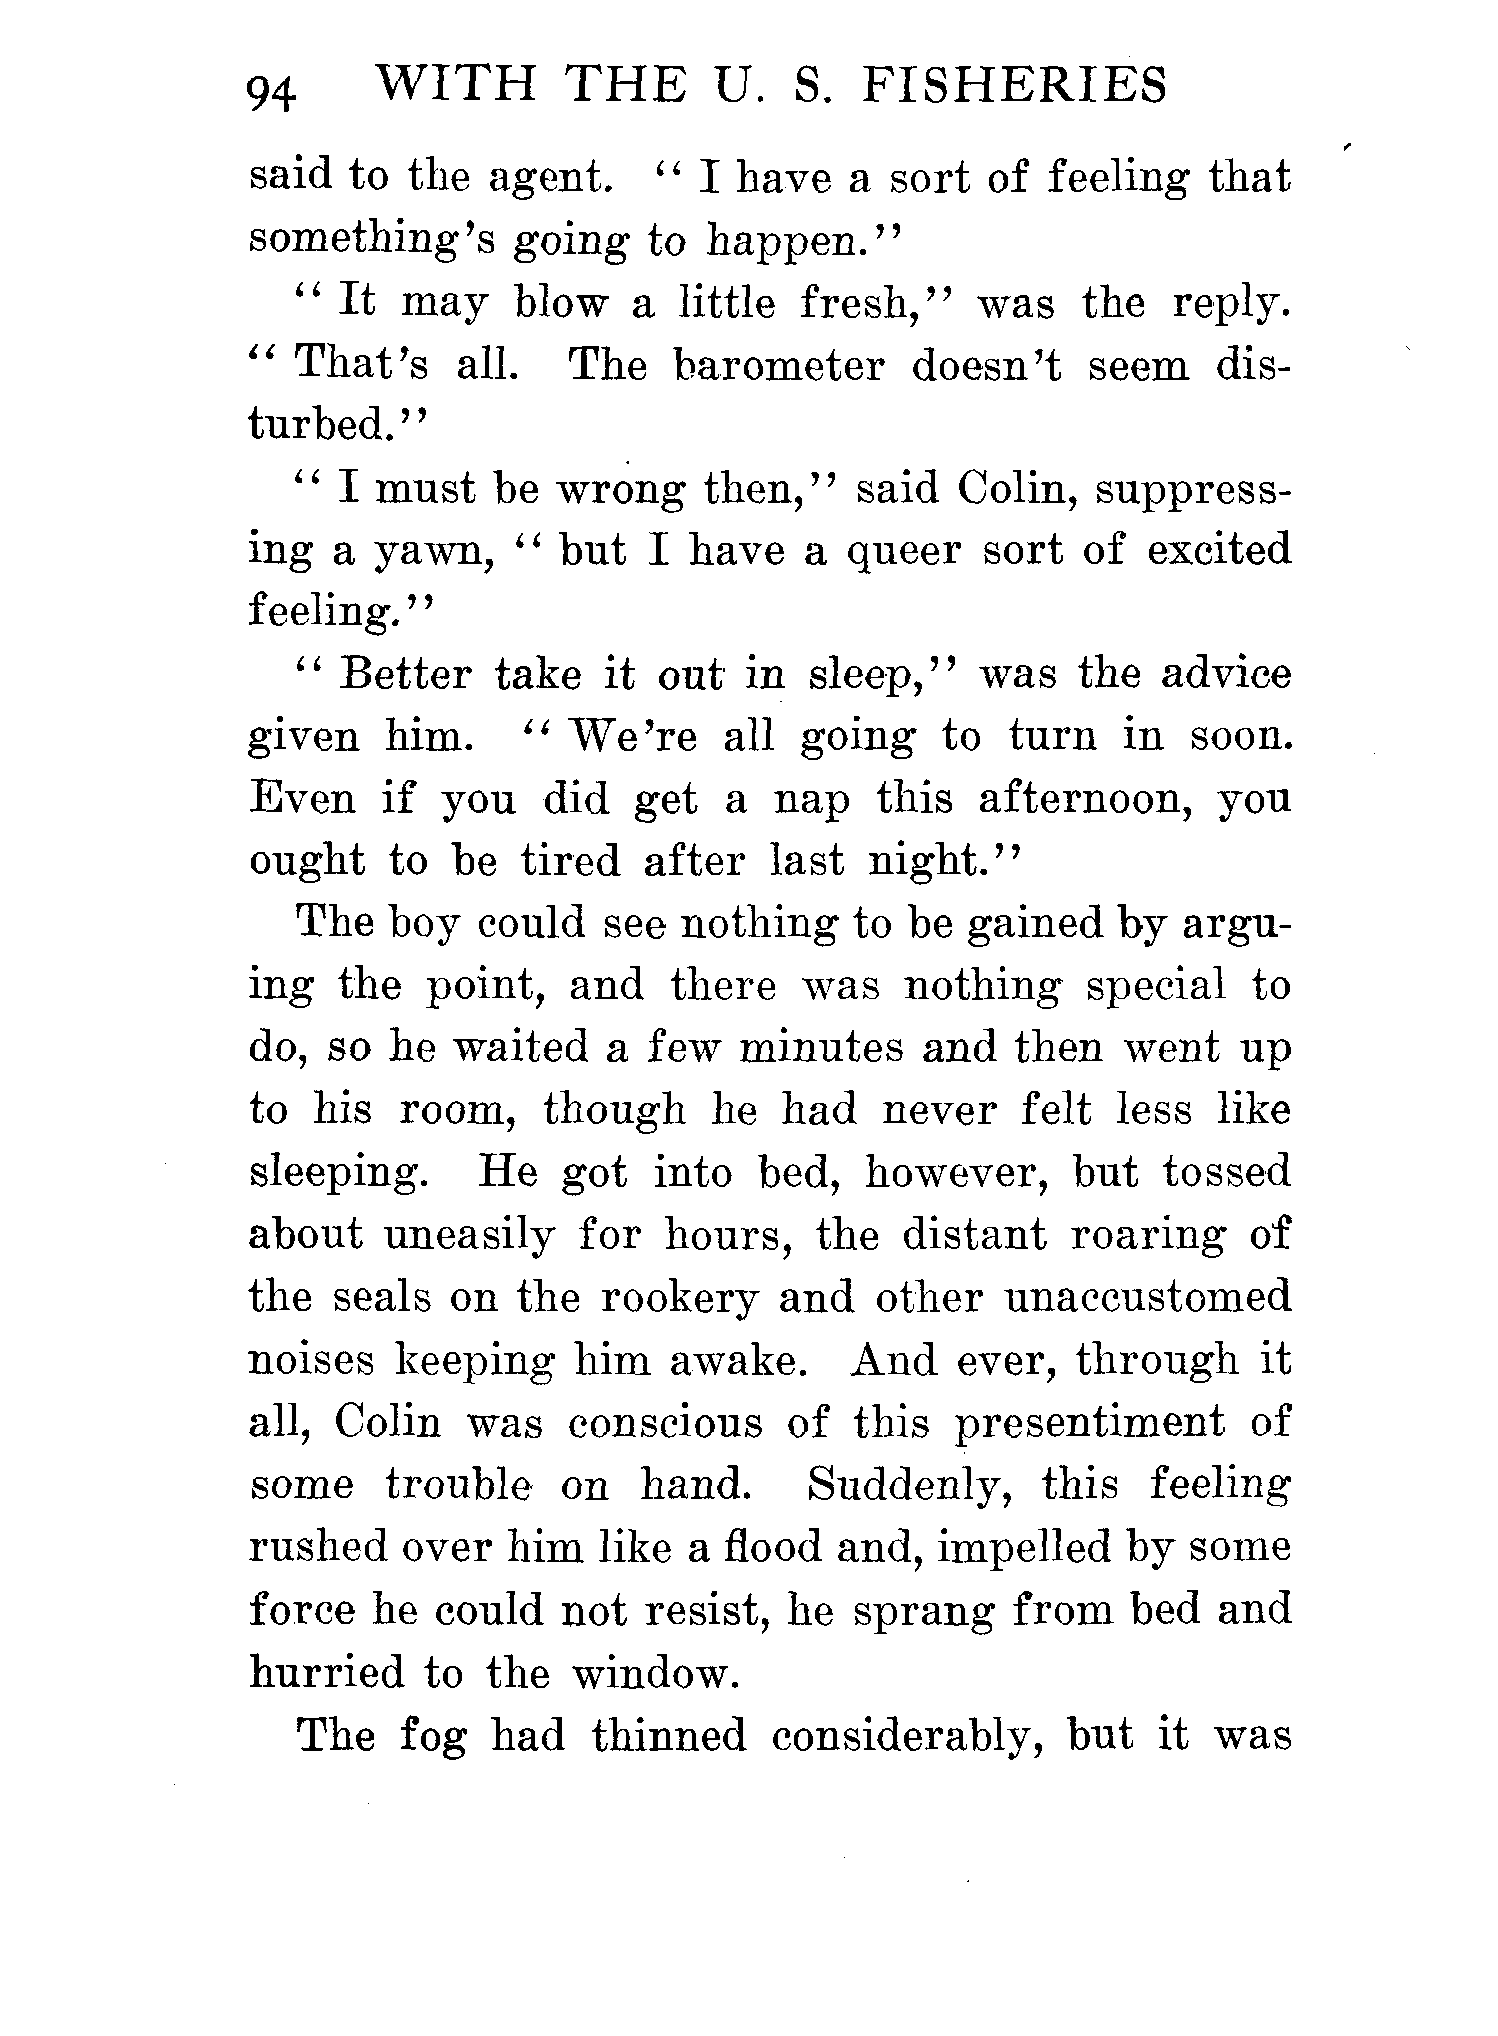 94 WITH THE U. S. FISHERIES
said to the agent. “ I have a sort of feeling that
something’s going to happen.”
“ It may blow a little fresh,” was the reply.
“ That’s all. The barometer doesn’t seem dis-
turbed.”
“ I must be wrong then,” said Colin, suppress-
ing a yawn, “ but I have a queer sort of excited
feeling.”
“ Better take it out in sleep,” was the advice
given him. “ We’re all going to turn in soon.
Even if you did get a nap this afternoon, you
ought to be tired after last night.”
The boy could see nothing to be gained by argu-
ing the point, and there was nothing special to
do, so he waited a few minutes and then went up
to his room, though he had never felt less like
sleeping. He got into bed, however, but tossed
about uneasily for hours, the distant roaring of
the seals on the rookery and other unaccustomed
noises keeping him awake. And ever, through it
all, Colin was conscious of this presentiment of
some trouble on hand. Suddenly, this feeling
rushed over him like a flood and, impelled by some
force he could not resist, he sprang from bed and
hurried to the window.
The fog had thinned considerably, but it was